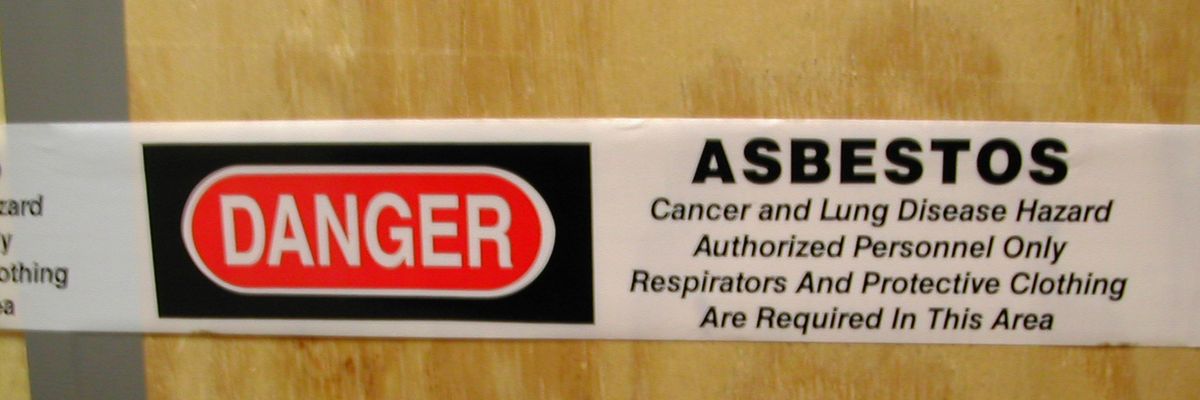 DANGER
ASBESTOS
Cancer and Lung Disease Hazard
Authorized Personnel Only
Respirators And Protective Clothing
Are Required In This Area